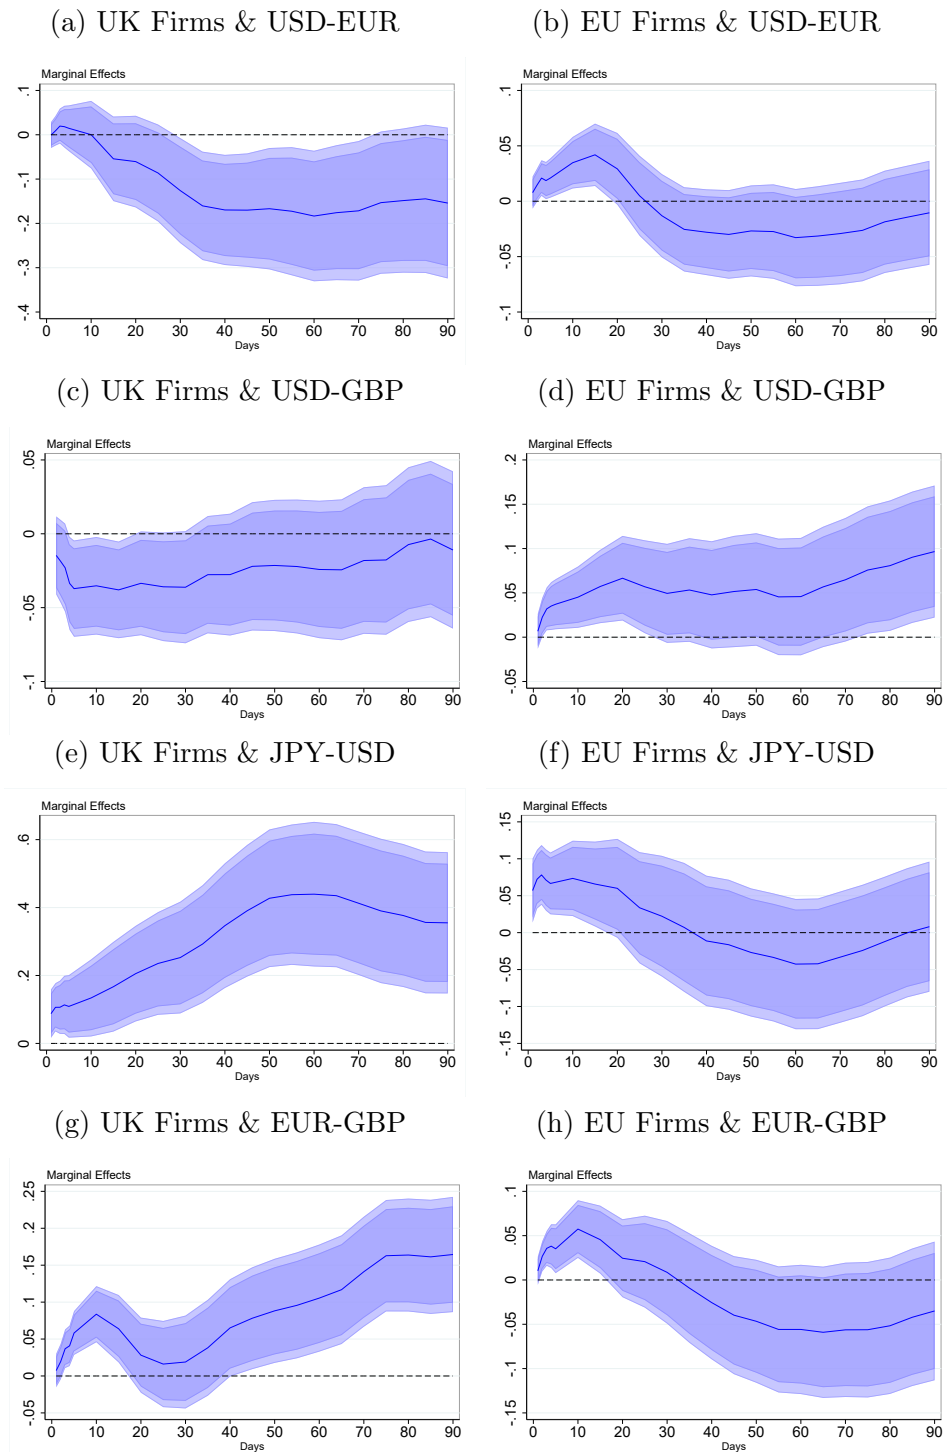 (a) UK Firms & USD-EUR
(b) EU Firms & USD-EUR
Marginal Effects
.1
0
-.1
-.2
-.3
-.4
0 10 20 30 40 50 60 70 80 90
Days
Marginal Effects
.1
.05
0
-.05
-.1
0 10 20 30 40 50 60 70 80 90
Days
(c) UK Firms & USD-GBP
(d) EU Firms & USD-GBP
Marginal Effects
.05
0
-.05
-.1
0 10 20 30 40 50 60 70 80 90
Days
Marginal Effects
.2
.15
.1
.05
0
-.05
0 10 20 30 40 50 60 70 80 90
Days
(e) UK Firms & JPY-USD
(f) EU Firms & JPY-USD
Marginal Effects
.6
.4
.2
0
0 10 20 30 40 50 60 70 80 90
Days
Marginal Effects
.15
.1
.05
0
-.05
-.1
-.15
0 10 20 30 40 50 60 70 80 90
Days
(g) UK Firms & EUR-GBP
(h) EU Firms & EUR-GBP
Marginal Effects
.25
.2
.15
.1
.05
0
-.05
0 10 20 30 40 50 60 70 80 90
Days
Marginal Effects
.1
.05
0
-.05
-.1
-.15
0 10 20 30 40 50 60 70 80 90
Days